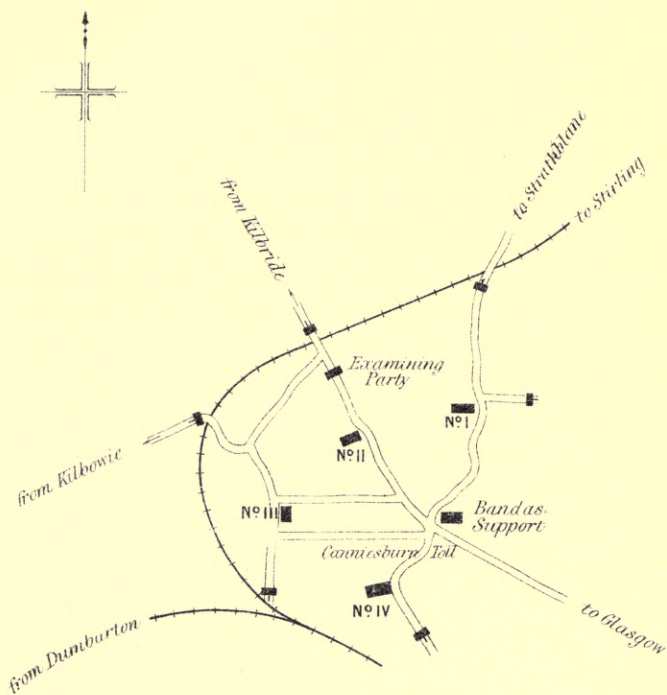 to Strathblane
to Stirling
from Kilbride
Examining
Party
No I
No II
from Kilbowie
No III
Band as
Support
Canniesburn Toll
No IV
to Glasgow
from Dumbarton